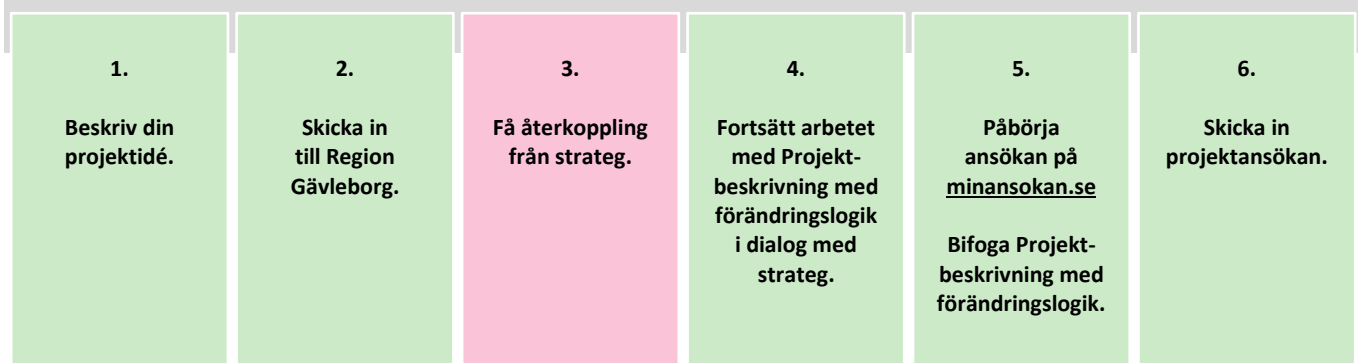 1.
Beskriv din
projektidé.
2.
Skicka in
till Region
Gävleborg.
3.
Få återkoppling
från strateg.
4.
Fortsätt arbetet
med Projekt-
beskrivning med
förändringslogik
i dialog med
strateg.
5.
Påbörja
ansökan på
minansokan.se
Bifoga Projekt-
beskrivning med
förändringslogik.
6.
Skicka in
projektansökan.